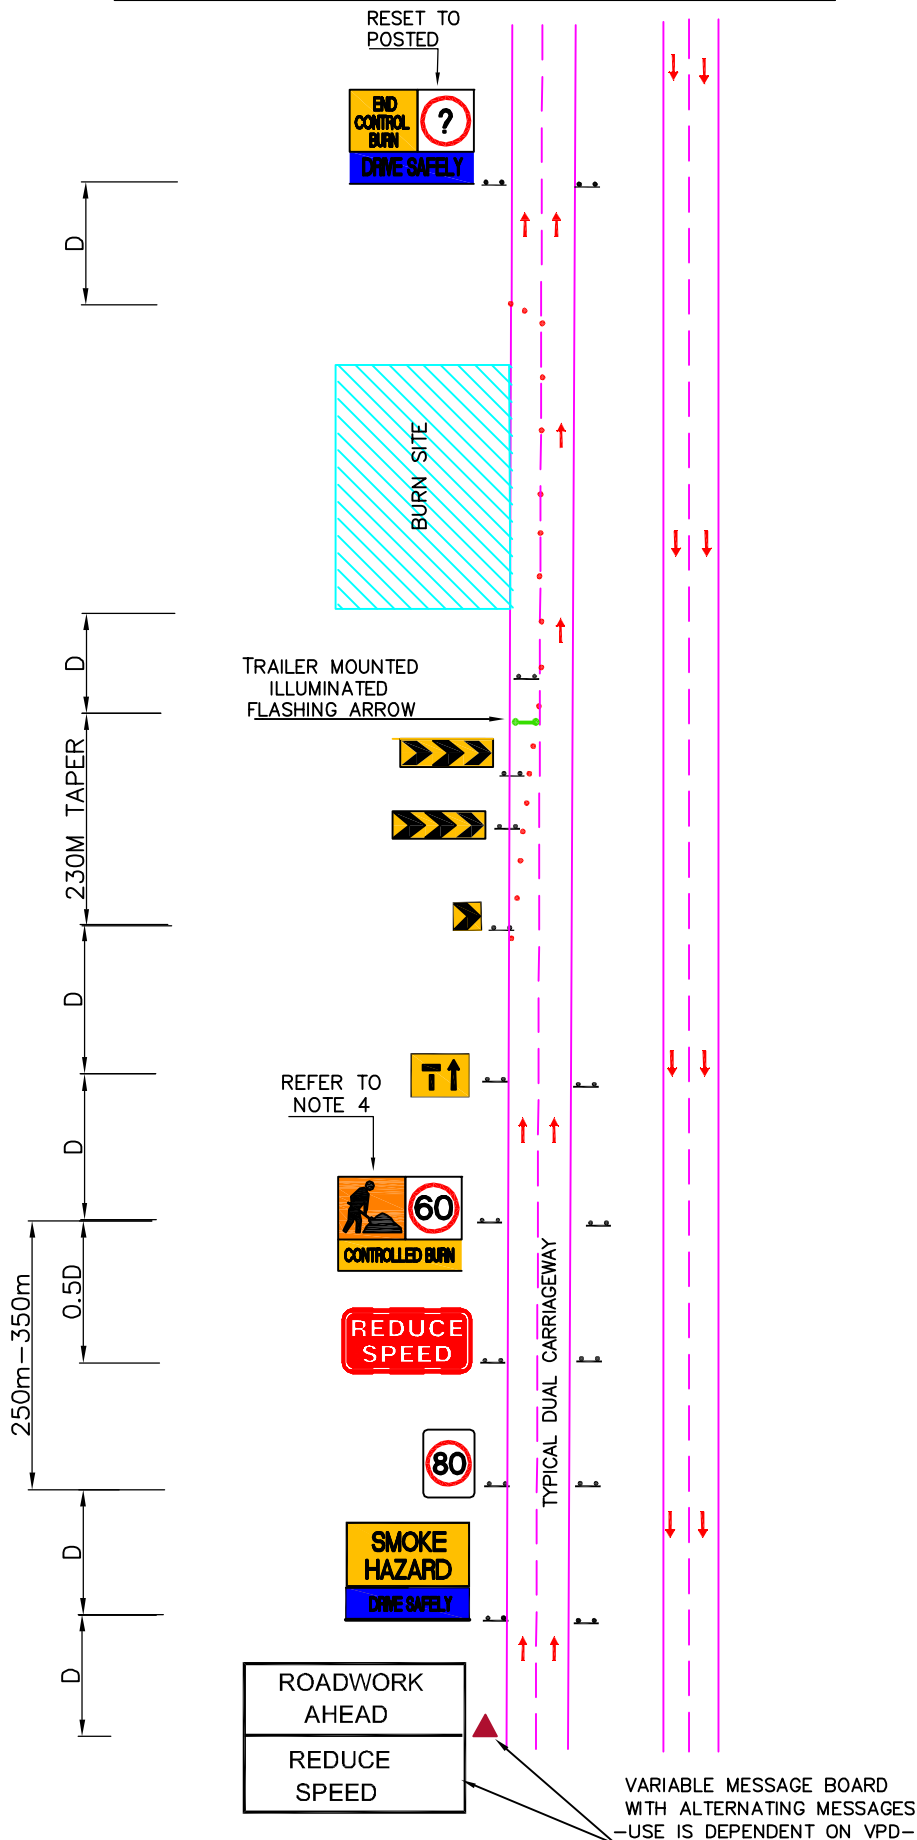 RESET TO
POSTED
END
CONTROL
BURN
?
DRIVE SAFELY
D
BURN SITE
D
TRAILER MOUNTED
ILLUMINATED
FLASHING ARROW
230M TAPER
D
T
REFER TO
NOTE 4
D
60
CONTROLLED BURN
0.5D
250m-350m
REDUCE
SPEED
TYPICAL DUAL CARRIAGEWAY
80
SMOKE
HAZARD
DRIVE SAFELY
D
D
ROADWORK
AHEAD
REDUCE
SPEED
VARIABLE MESSAGE BOARD
WITH ALTERNATING MESSAGES
-USE IS DEPENDENT ON VPD-